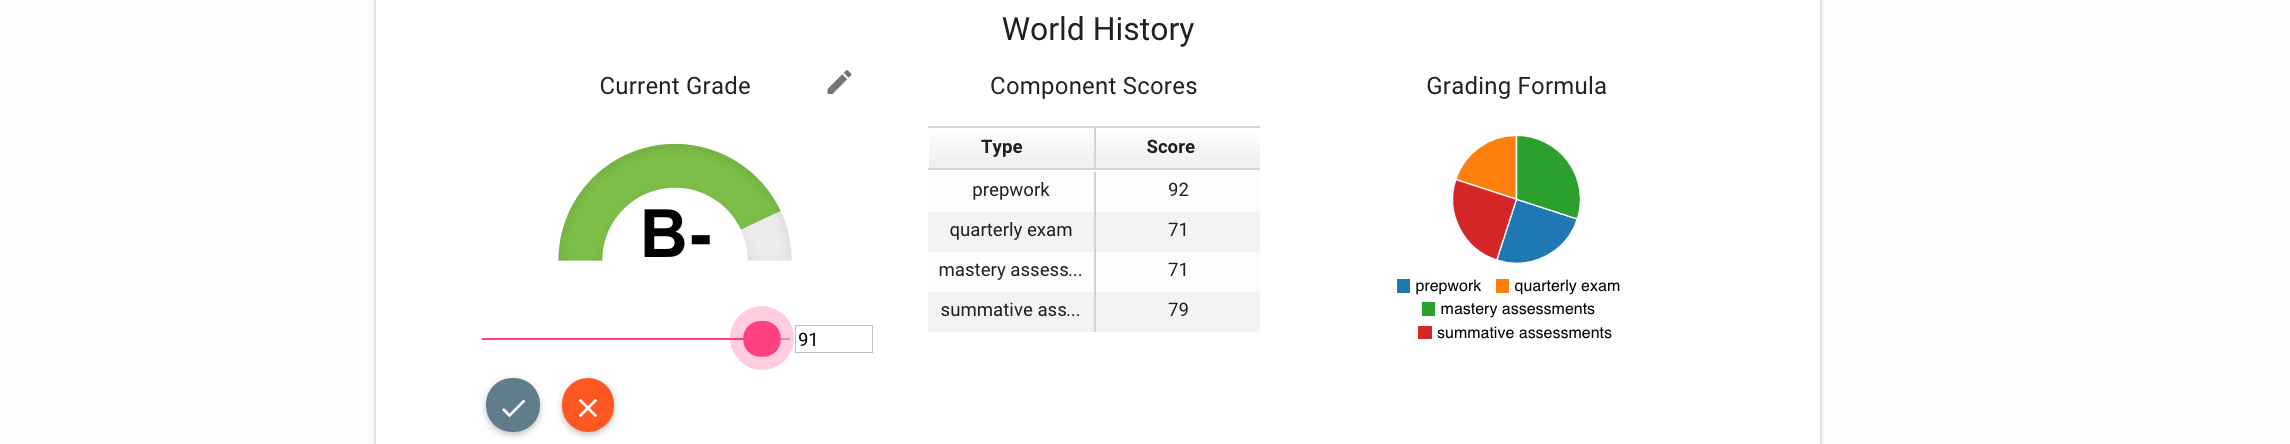 World History
Current Grade
B-
91
Component Scores
Type Score
prepwork 92
quarterly exam 71
mastery assess... 71
summative ass... 79
Grading Formula
prepwork quarterly exam
mastery assessments
summative assessments